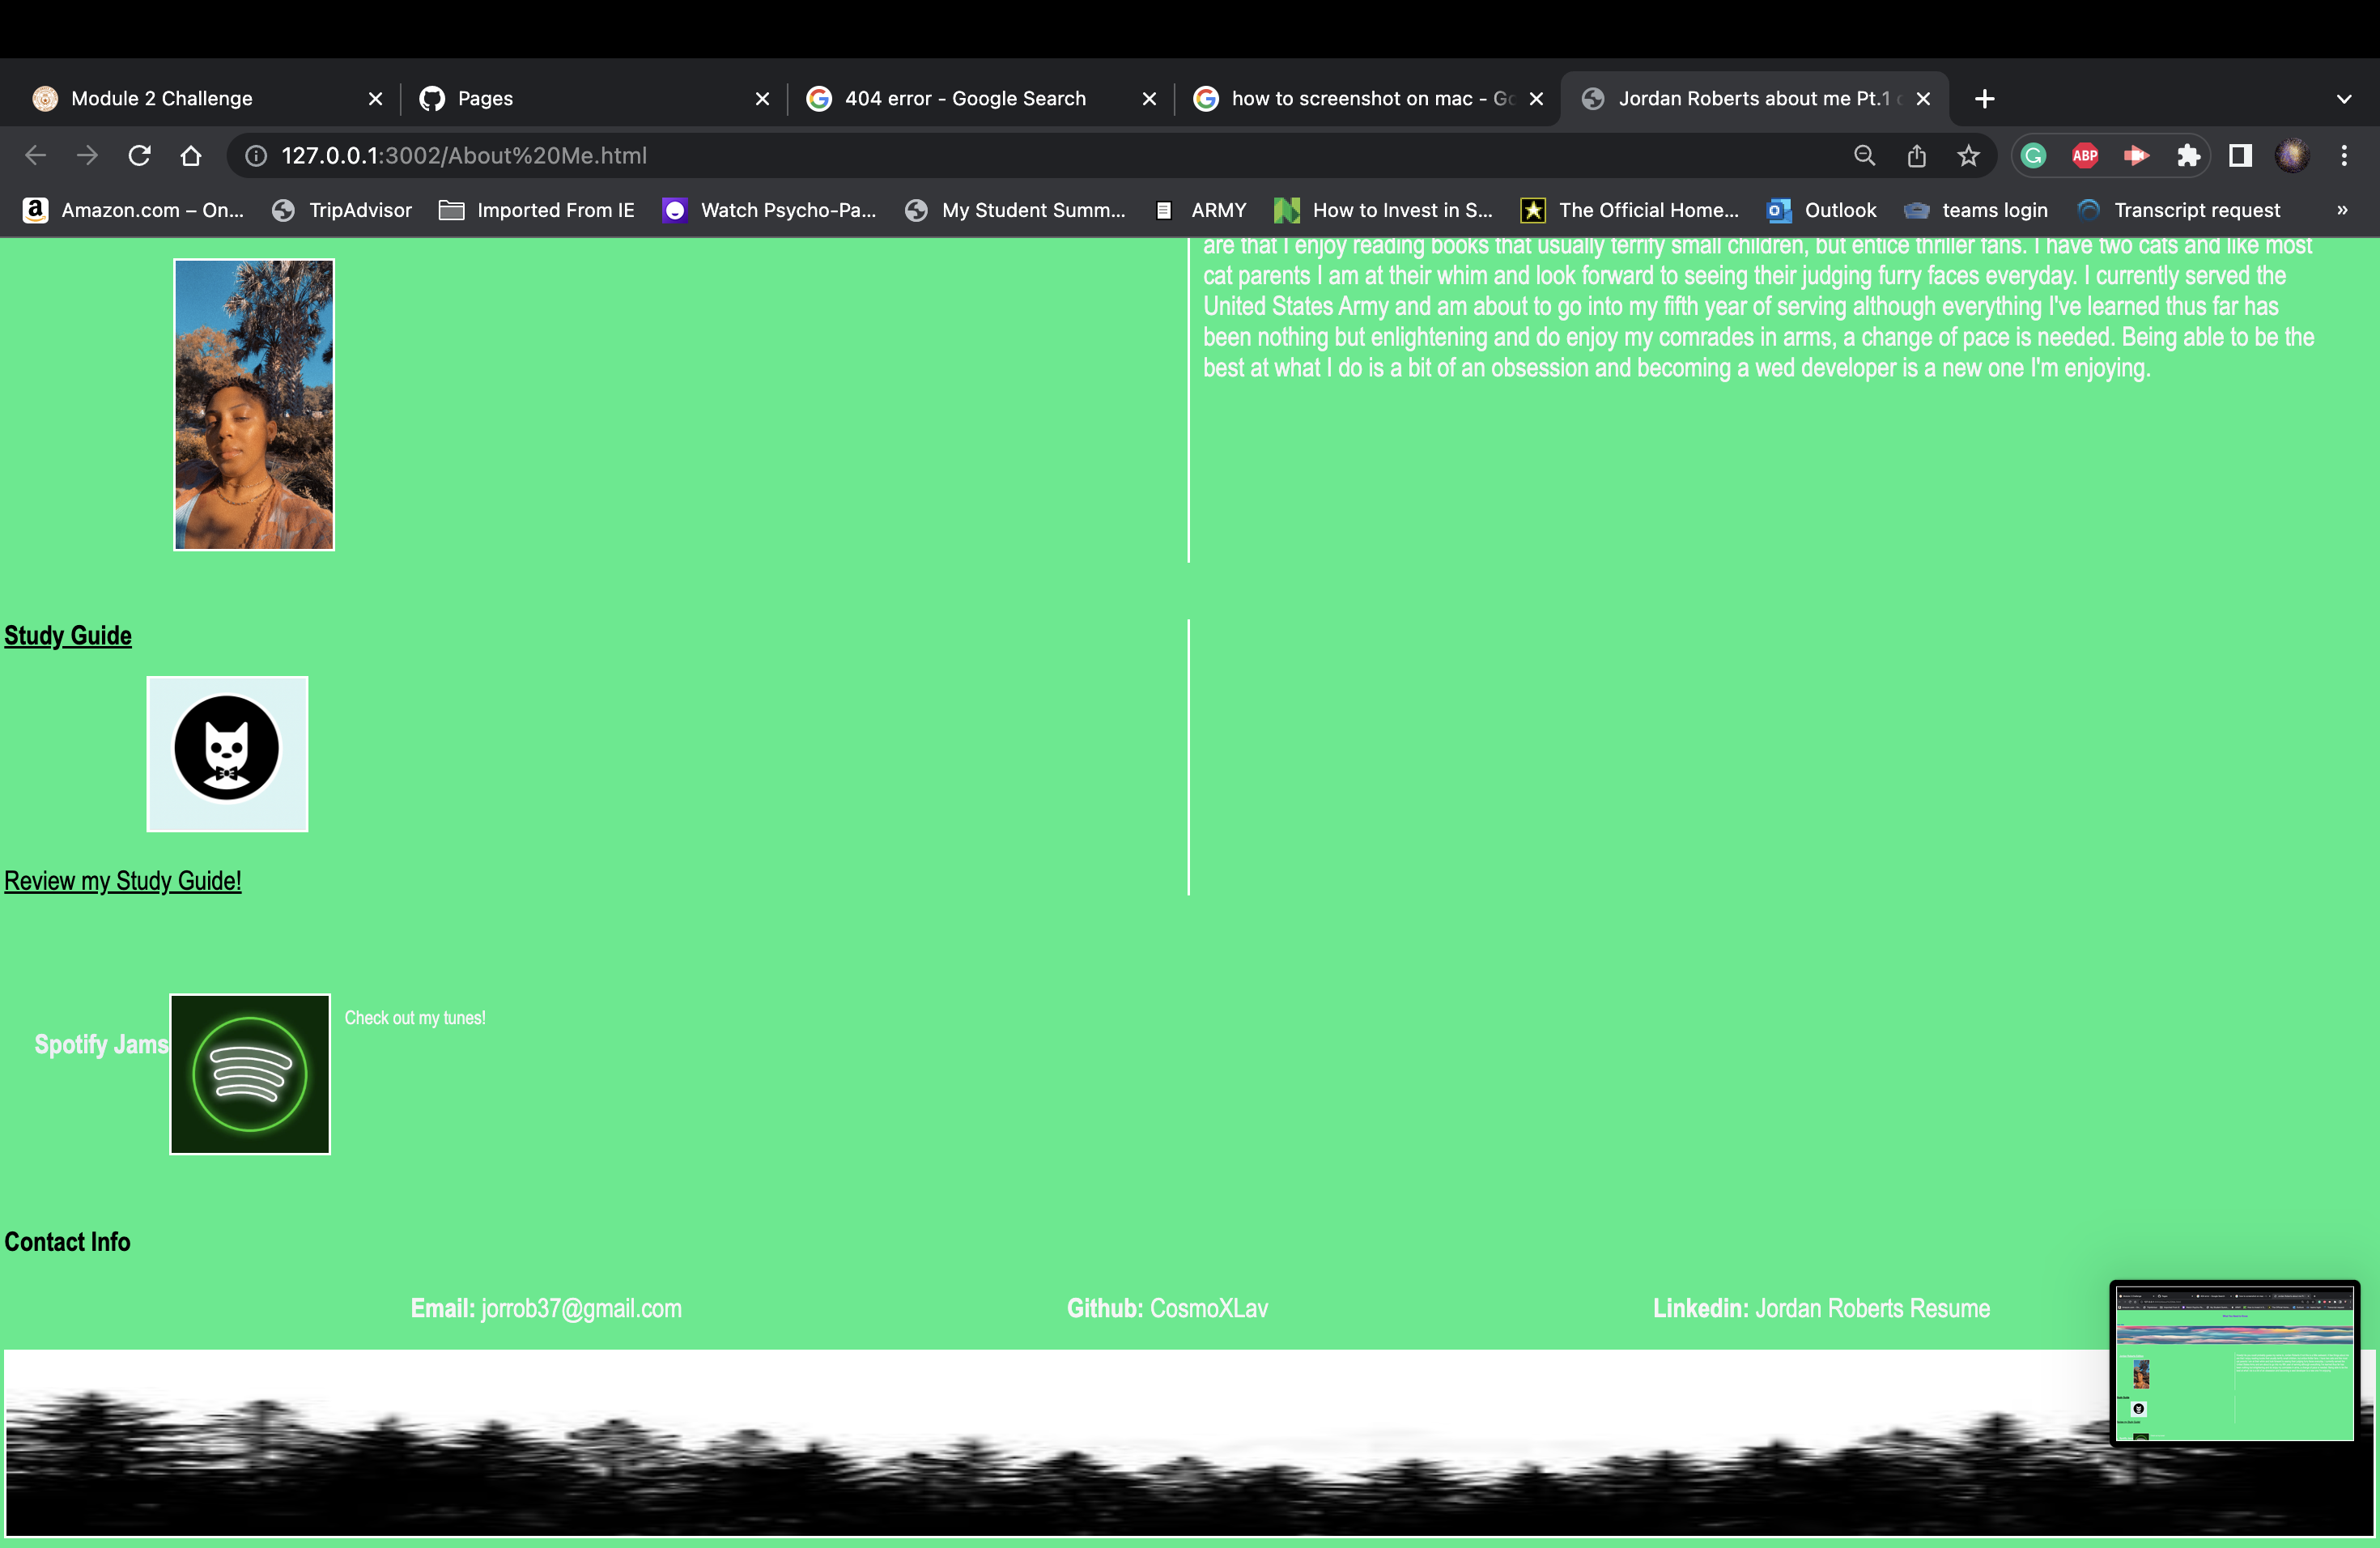 Module 2 Challenge
Pages
404 error - Google Search
how to screenshot on mac - Go
Jordan Roberts about me Pt.1
127.0.0.1:3002/About%20Me.html
ABP
Amazon.com – On...
TripAdvisor
Imported From IE
Watch Psycho-Pa...
My Student Summ...
ARMY
How to Invest in S...
The Official Home...
Outlook
teams login
Transcript request
»
are that I enjoy reading books that usually terrify small children, but entice thriller fans. I have two cats and like most
cat parents I am at their whim and look forward to seeing their judging furry faces everyday. I currently served the
United States Army and am about to go into my fifth year of serving although everything I've learned thus far has
been nothing but enlightening and do enjoy my comrades in arms, a change of pace is needed. Being able to be the
best at what I do is a bit of an obsession and becoming a wed developer is a new one I'm enjoying.
Study Guide
Review my Study Guide!
Spotify Jams
Check out my tunes!
Contact Info
Email: jorrob37@gmail.com
Github: CosmoXLav
Linkedin: Jordan Roberts Resume